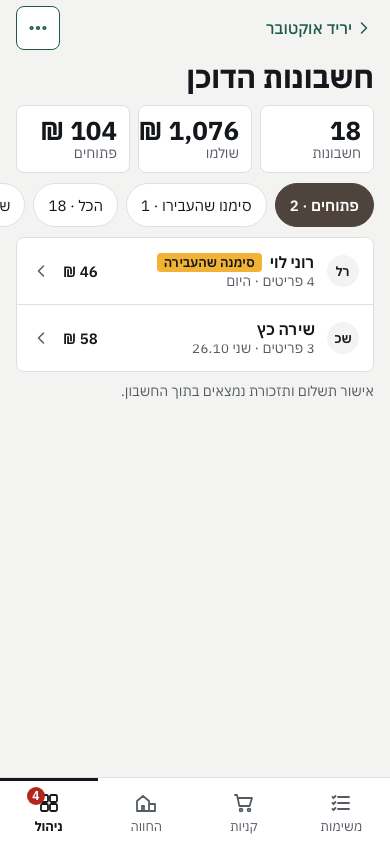 יריד אוקטובר
חשבונות הדוכן
18
חשבונות
1,076 ₪
שולמו
104 ₪
פתוחים
פתוחים · 2
סימנו שהעבירו · 1
הכל · 18
רל
רוני לוי סימנה שהעבירה
4 פריטים · היום
46 ₪
שכ
שירה כץ
3 פריטים · שני 26.10
58 ₪
אישור תשלום ותזכורת נמצאים בתוך החשבון.
משימות
קניות
החווה
4
ניהול